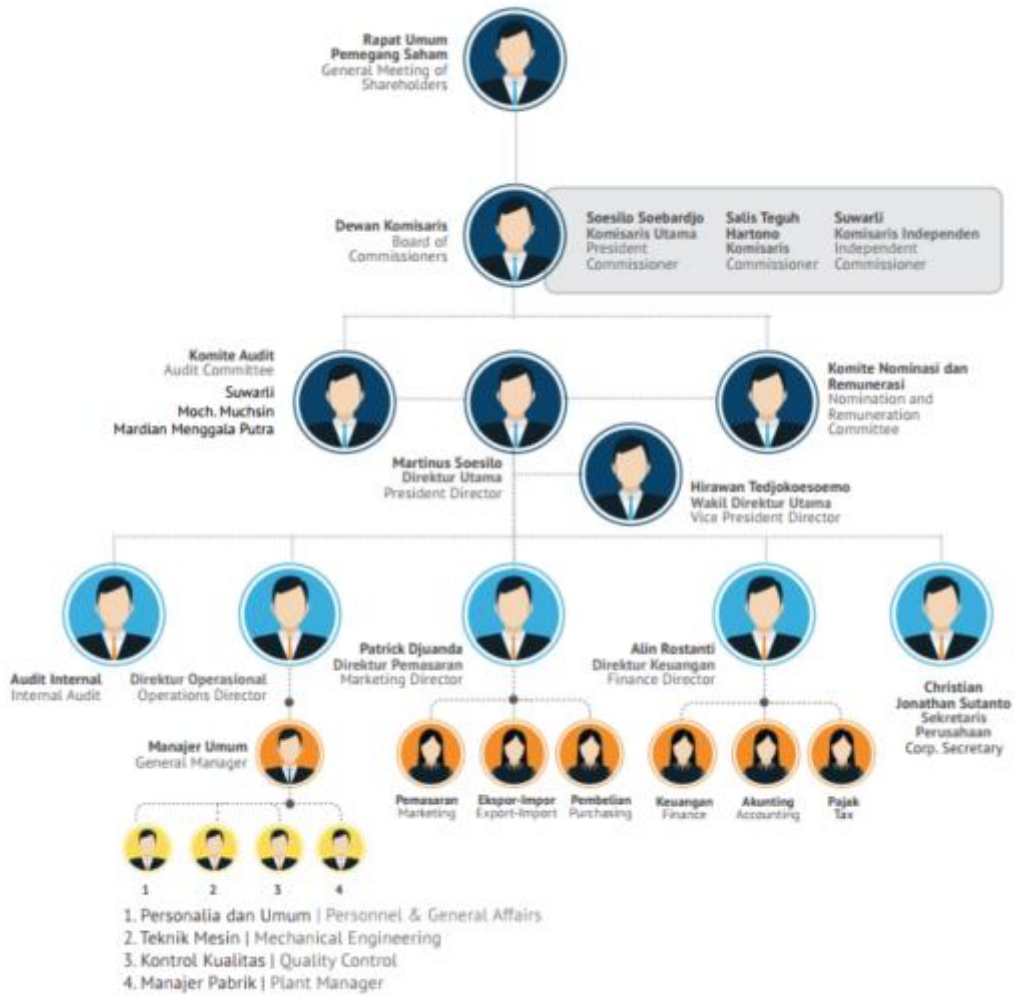 Rapat Umum
Pemegang Saham
General Meeting of
Shareholders
Dewan Komisaris
Board of
Commissioners
Soesilo Soebardjo
Komisaris Utama
President
Commissioner
Salis Teguh
Hartono
Komisaris
Commissioner
Suwarli
Komisaris Independen
Independent
Commissioner
Komite Audit
Audit Committee
Suwarli
Moch. Muchsin
Mardian Menggala Putra
Komite Nominasi dan
Remunerasi
Nomination and
Remuneration
Committee
Martinus Soesilo
Direktur Utama
President Director
Hirawan Tedjokoesoemo
Wakil Direktur Utama
Vice President Director
Audit Internal
Internal Audit
Direktur Operasional
Operations Director
Patrick Djuanda
Direktur Pemasaran
Marketing Director
Alin Rostanti
Direktur Keuangan
Finance Director
Christian
Jonathan Sutanto
Sekretaris
Perusahaan
Corp. Secretary
Manajer Umum
General Manager
Pemasaran
Marketing
Ekspor-Impor
Export-Import
Pembelian
Purchasing
Keuangan
Finance
Akunting
Accounting
Pajak
Tax
1 2 3 4
1. Personalia dan Umum | Personnel & General Affairs
2. Teknik Mesin | Mechanical Engineering
3. Kontrol Kualitas | Quality Control
4. Manajer Pabrik | Plant Manager